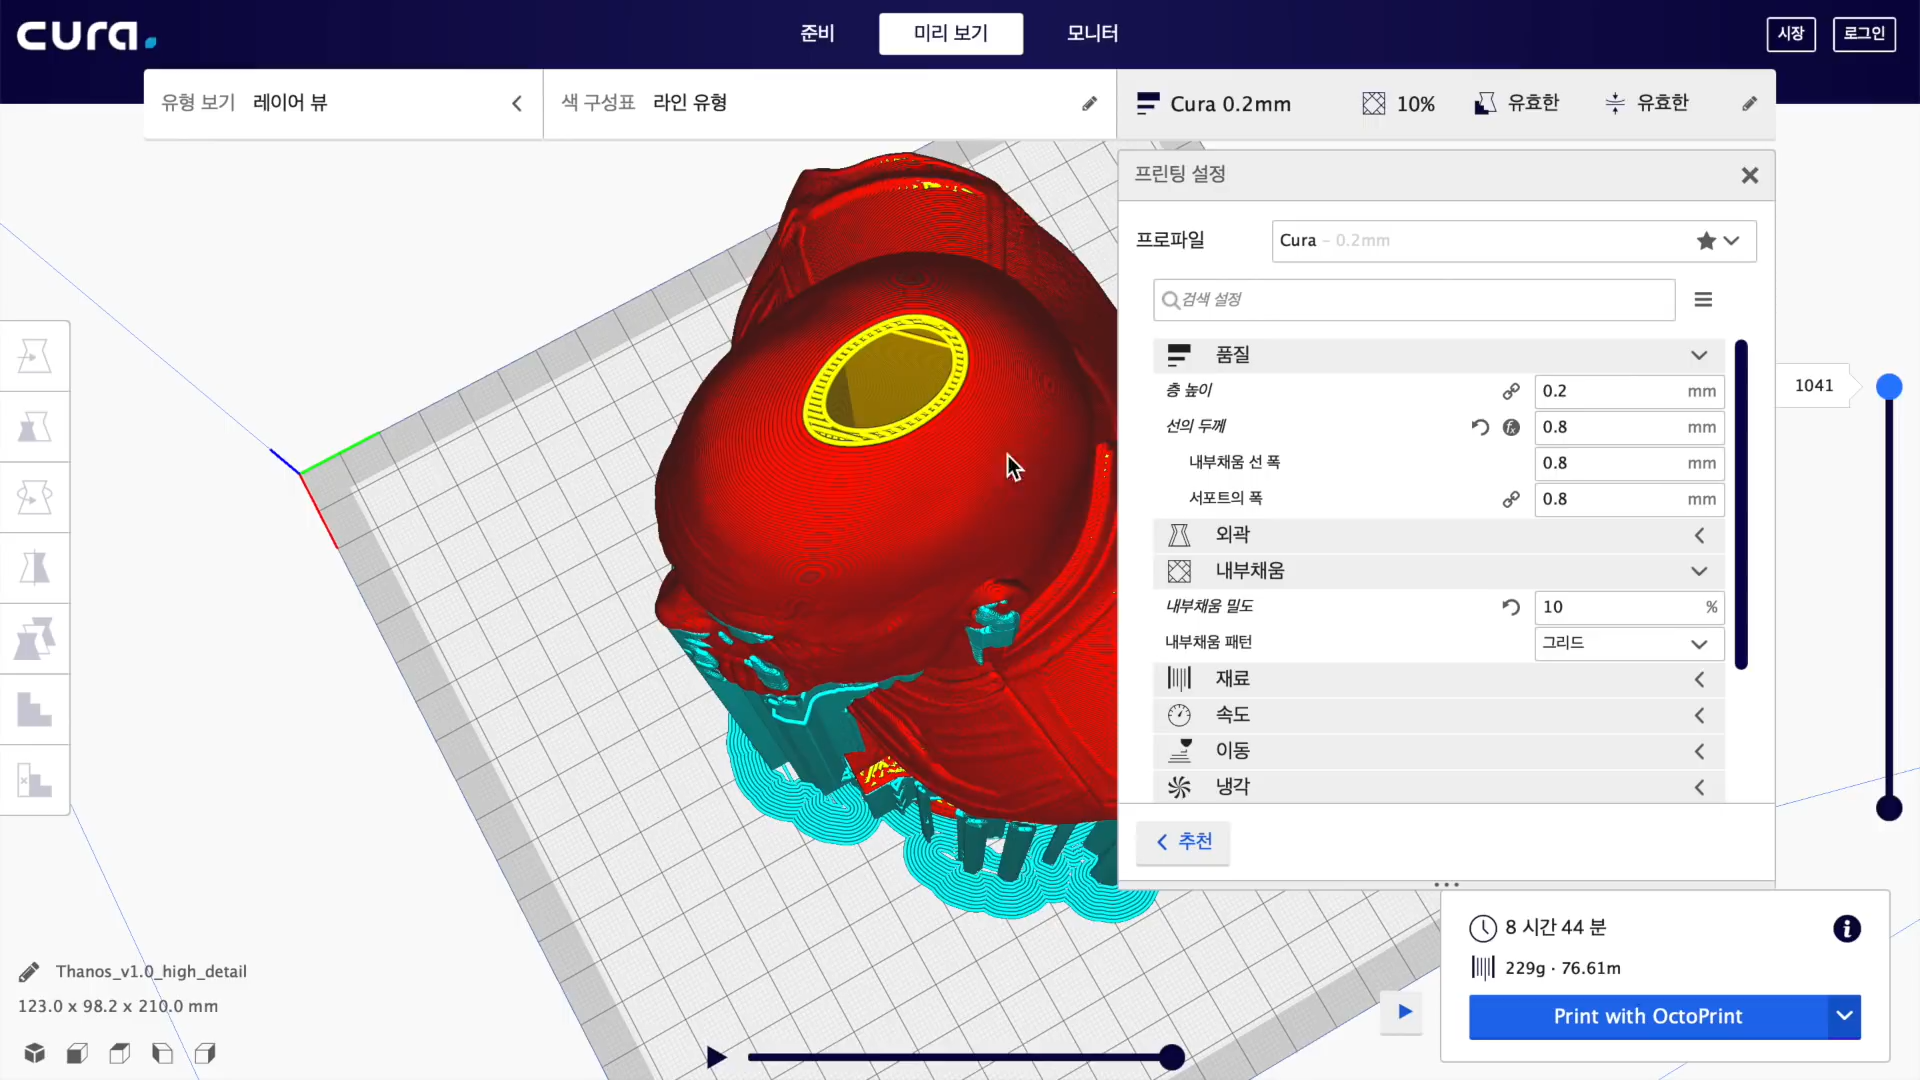 cura.
준비
미리 보기
모니터
시장
로그인
유형 보기 레이어 뷰
색 구성표 라인 유형
Cura 0.2mm
10%
유효한
유효한
프린팅 설정
프로파일
Cura - 0.2mm
검색 설정
품질
층 높이
0.2 mm
선의 두께
0.8 mm
내부채움 선 폭
0.8 mm
서포트의 폭
0.8 mm
외곽
내부채움
내부채움 밀도
10 %
내부채움 패턴
그리드
재료
속도
이동
냉각
추천
1041
8 시간 44 분
229g · 76.61m
Print with OctoPrint
Thanos_v1.0_high_detail
123.0 x 98.2 x 210.0 mm